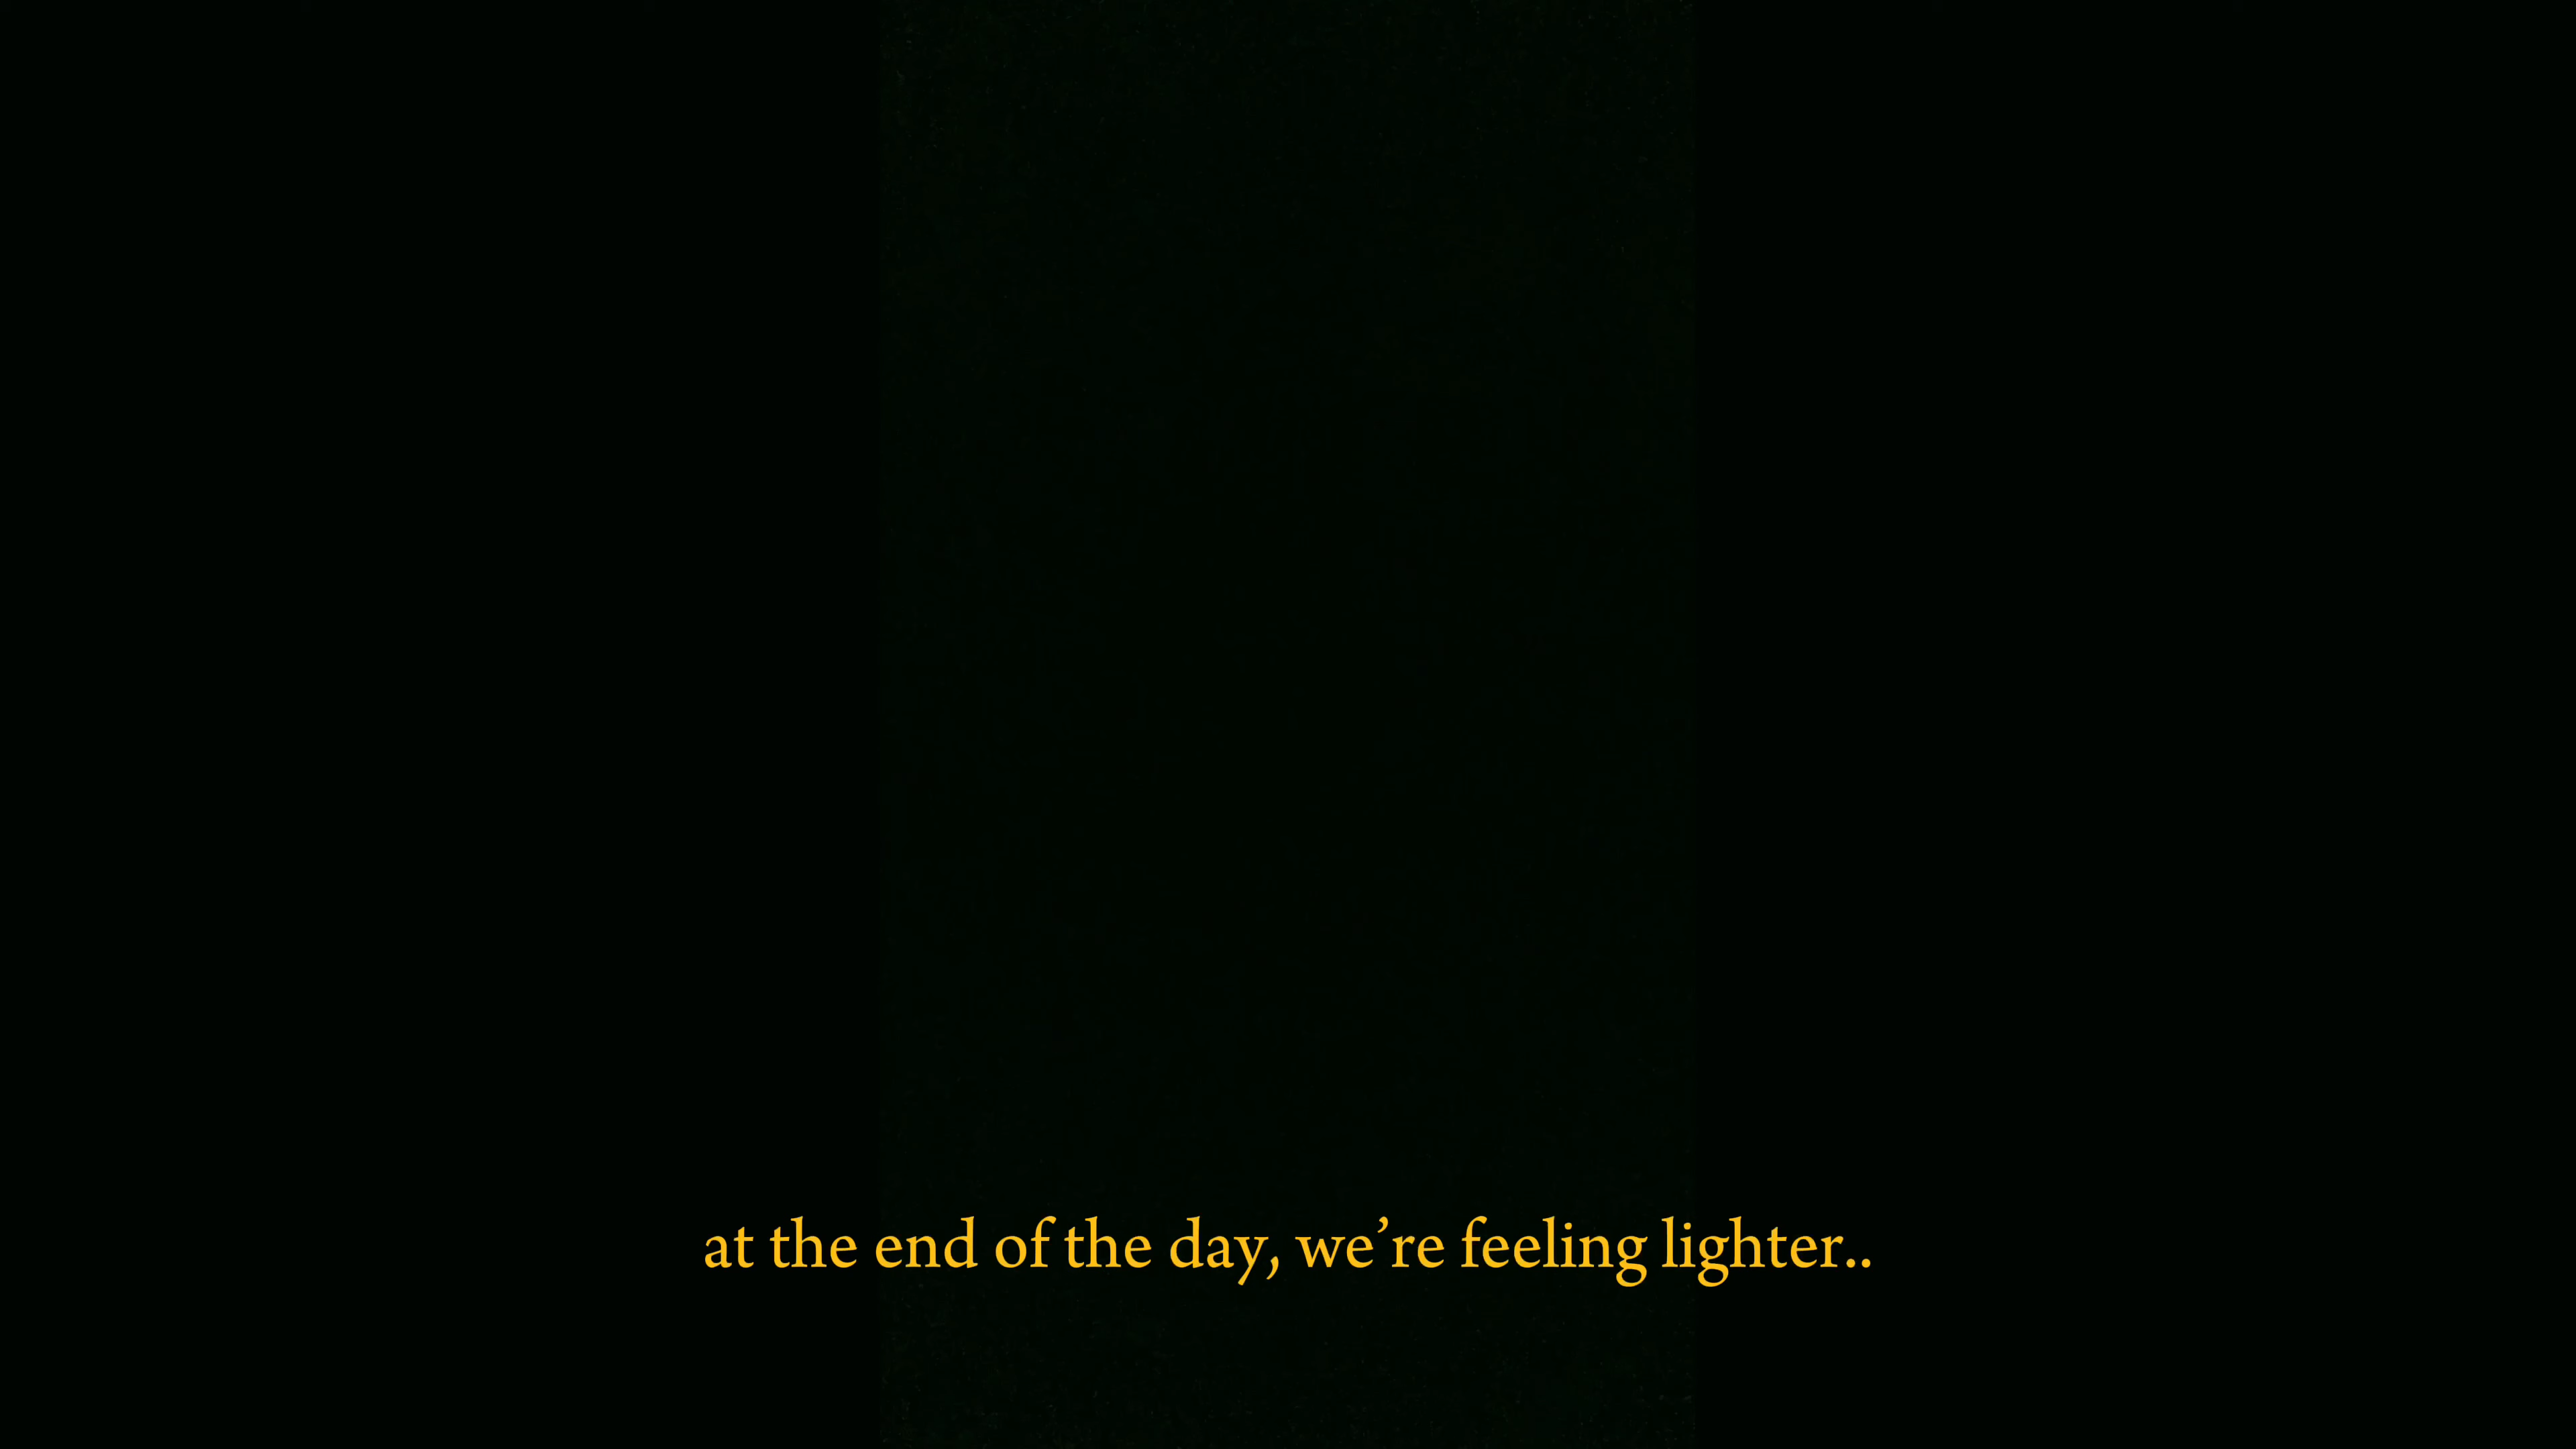 at the end of the day, we’re feeling lighter..